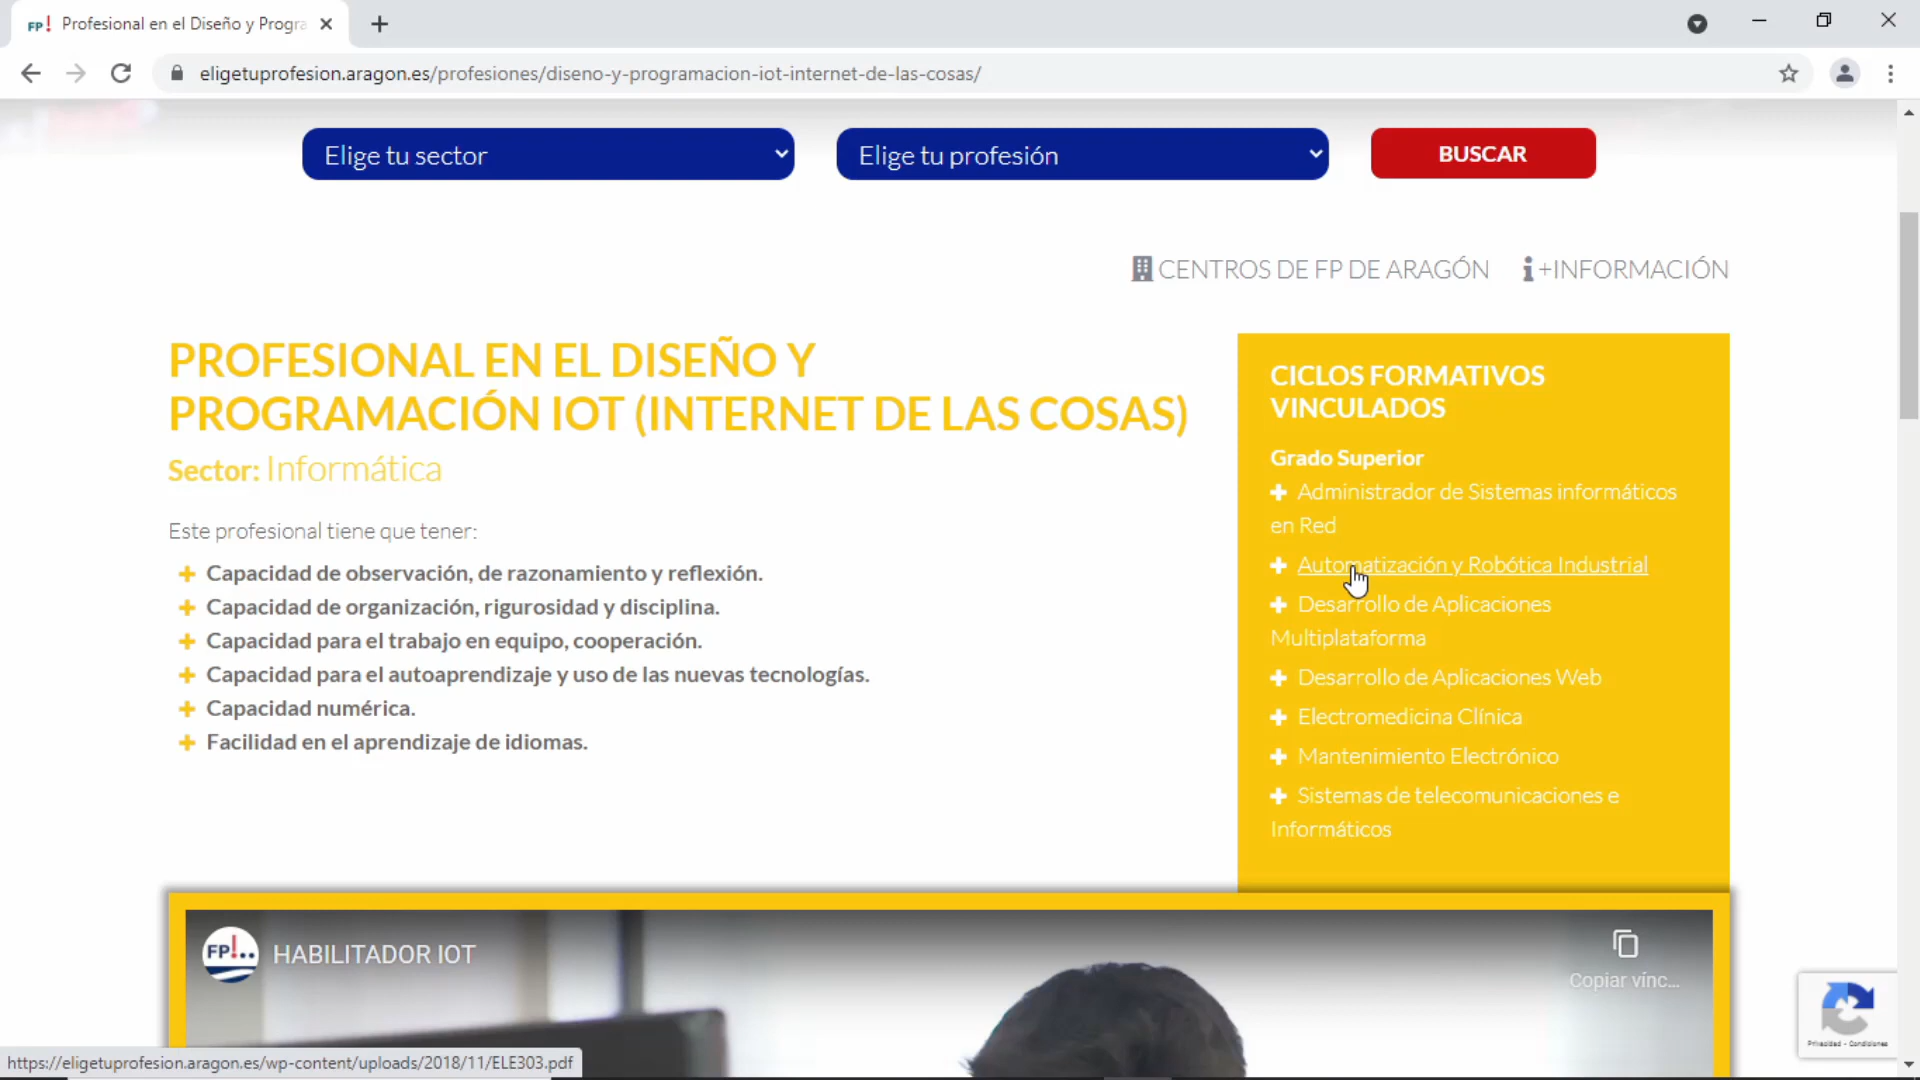 FP! Profesional en el Diseño y Progra
eligetuprofesion.aragon.es/profesiones/diseno-y-programacion-iot-internet-de-las-cosas/
Elige tu sector
Elige tu profesión
BUSCAR
CENTROS DE FP DE ARAGÓN
+INFORMACIÓN
PROFESIONAL EN EL DISEÑO Y
PROGRAMACIÓN IOT (INTERNET DE LAS COSAS)
Sector: Informática
Este profesional tiene que tener:
Capacidad de observación, de razonamiento y reflexión.
Capacidad de organización, rigurosidad y disciplina.
Capacidad para el trabajo en equipo, cooperación.
Capacidad para el autoaprendizaje y uso de las nuevas tecnologías.
Capacidad numérica.
Facilidad en el aprendizaje de idiomas.
CICLOS FORMATIVOS
VINCULADOS
Grado Superior
Administrador de Sistemas informáticos
en Red
Automatización y Robótica Industrial
Desarrollo de Aplicaciones
Multiplataforma
Desarrollo de Aplicaciones Web
Electromedicina Clínica
Mantenimiento Electrónico
Sistemas de telecomunicaciones e
Informáticos
FP!..
HABILITADOR IOT
Copiar vínc...
Privacidad - Condiciones
https://eligetuprofesion.aragon.es/wp-content/uploads/2018/11/ELE303.pdf